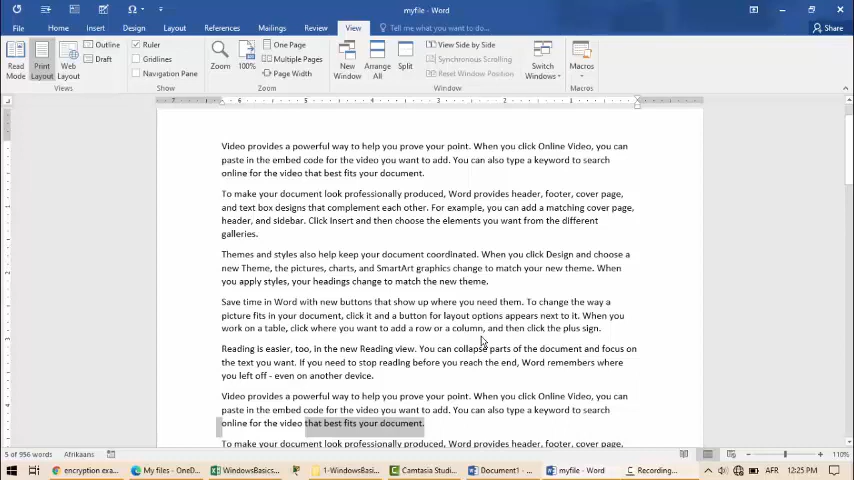 myfile - Word
File Home Insert Design Layout References Mailings Review View Tell me what you want to do... Share
Read Mode
Print Layout
Web Layout
Outline
Draft
Views
Ruler
Gridlines
Navigation Pane
Show
Zoom
100%
One Page
Multiple Pages
Page Width
Zoom
New Window
Arrange All
Split
View Side by Side
Synchronous Scrolling
Reset Window Position
Window
Switch Windows
Macros
Macros
7 6 5 4 3 2 1
Video provides a powerful way to help you prove your point. When you click Online Video, you can
paste in the embed code for the video you want to add. You can also type a keyword to search
online for the video that best fits your document.
To make your document look professionally produced, Word provides header, footer, cover page,
and text box designs that complement each other. For example, you can add a matching cover page,
header, and sidebar. Click Insert and then choose the elements you want from the different
galleries.
Themes and styles also help keep your document coordinated. When you click Design and choose a
new Theme, the pictures, charts, and SmartArt graphics change to match your new theme. When
you apply styles, your headings change to match the new theme.
Save time in Word with new buttons that show up where you need them. To change the way a
picture fits in your document, click it and a button for layout options appears next to it. When you
work on a table, click where you want to add a row or a column, and then click the plus sign.
Reading is easier, too, in the new Reading view. You can collapse parts of the document and focus on
the text you want. If you need to stop reading before you reach the end, Word remembers where
you left off - even on another device.
Video provides a powerful way to help you prove your point. When you click Online Video, you can
paste in the embed code for the video you want to add. You can also type a keyword to search
online for the video that best fits your document.
To make your document look professionally produced, Word provides header, footer, cover page,
5 of 956 words Afrikaans 110%
encryption exa... My files - OneD... WindowsBasics... 1-WindowsBasi... Camtasia Studi... Document1 - ... myfile - Word Recording... AFR 12:25 PM